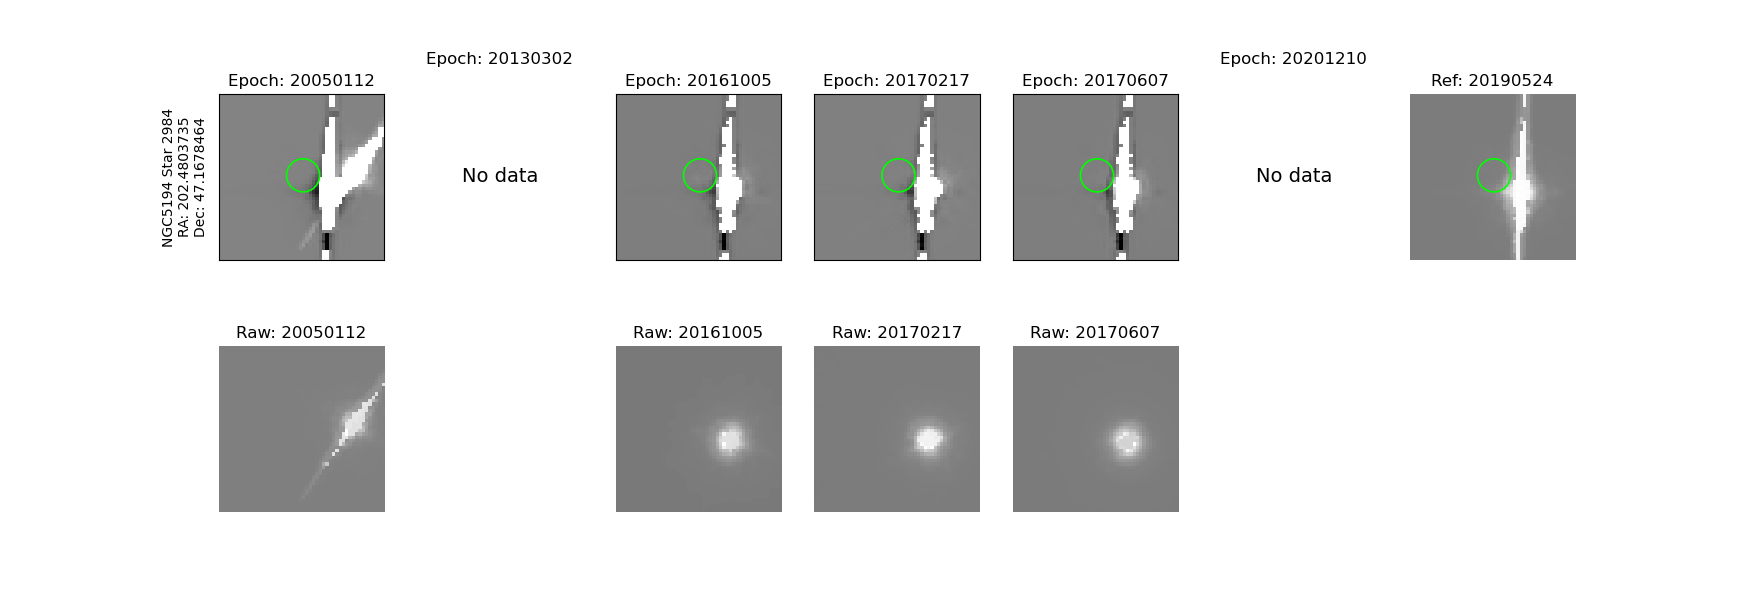 Epoch: 20130302
Epoch: 20201210
Epoch: 20050112
Epoch: 20161005
Epoch: 20170217
Epoch: 20170607
Ref: 20190524
NGC5194 Star 2984
RA: 202.4803735
Dec: 47.1678464
No data
No data
Raw: 20050112
Raw: 20161005
Raw: 20170217
Raw: 20170607